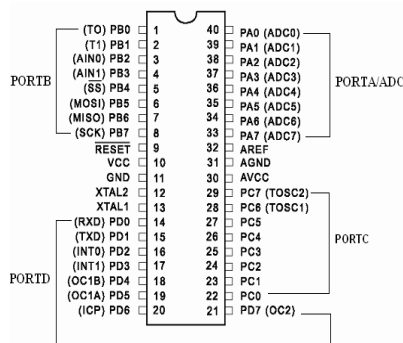 (TO) PB0 1 40 PA0 (ADC0)
(T1) PB1 2 39 PA1 (ADC1)
(AIN0) PB2 3 38 PA2 (ADC2)
(AIN1) PB3 4 37 PA3 (ADC3)
PORTB (SS) PB4 5 36 PA4 (ADC4) PORTA/ADC
(MOSI) PB5 6 35 PA5 (ADC5)
(MISO) PB6 7 34 PA6 (ADC6)
(SCK) PB7 8 33 PA7 (ADC7)
RESET 9 32 AREF
VCC 10 31 AGND
GND 11 30 AVCC
XTAL2 12 29 PC7 (TOSC2)
XTAL1 13 28 PC6 (TOSC1)
(RXD) PD0 14 27 PC5
(TXD) PD1 15 26 PC4 PORTC
(INT0) PD2 16 25 PC3
(INT1) PD3 17 24 PC2
PORTD (OC1B) PD4 18 23 PC1
(OC1A) PD5 19 22 PC0
(ICP) PD6 20 21 PD7 (OC2)